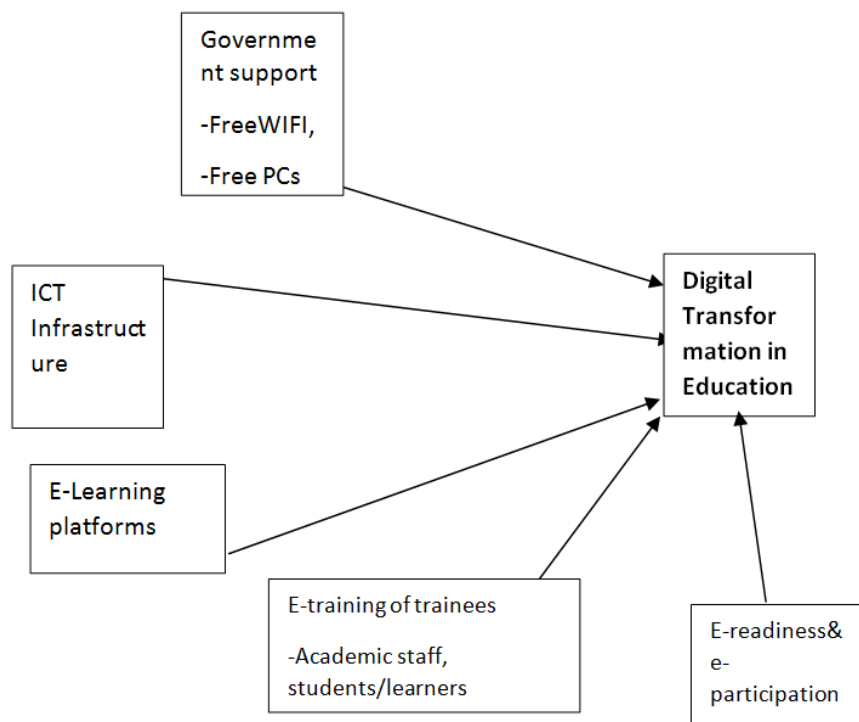 Governme
nt support
-FreeWIFI,
-Free PCs
ICT
Infrastruct
ure
Digital
Transfor
mation in
Education
E-Learning
platforms
E-training of trainees
-Academic staff,
students/learners
E-readiness&
e-
participation